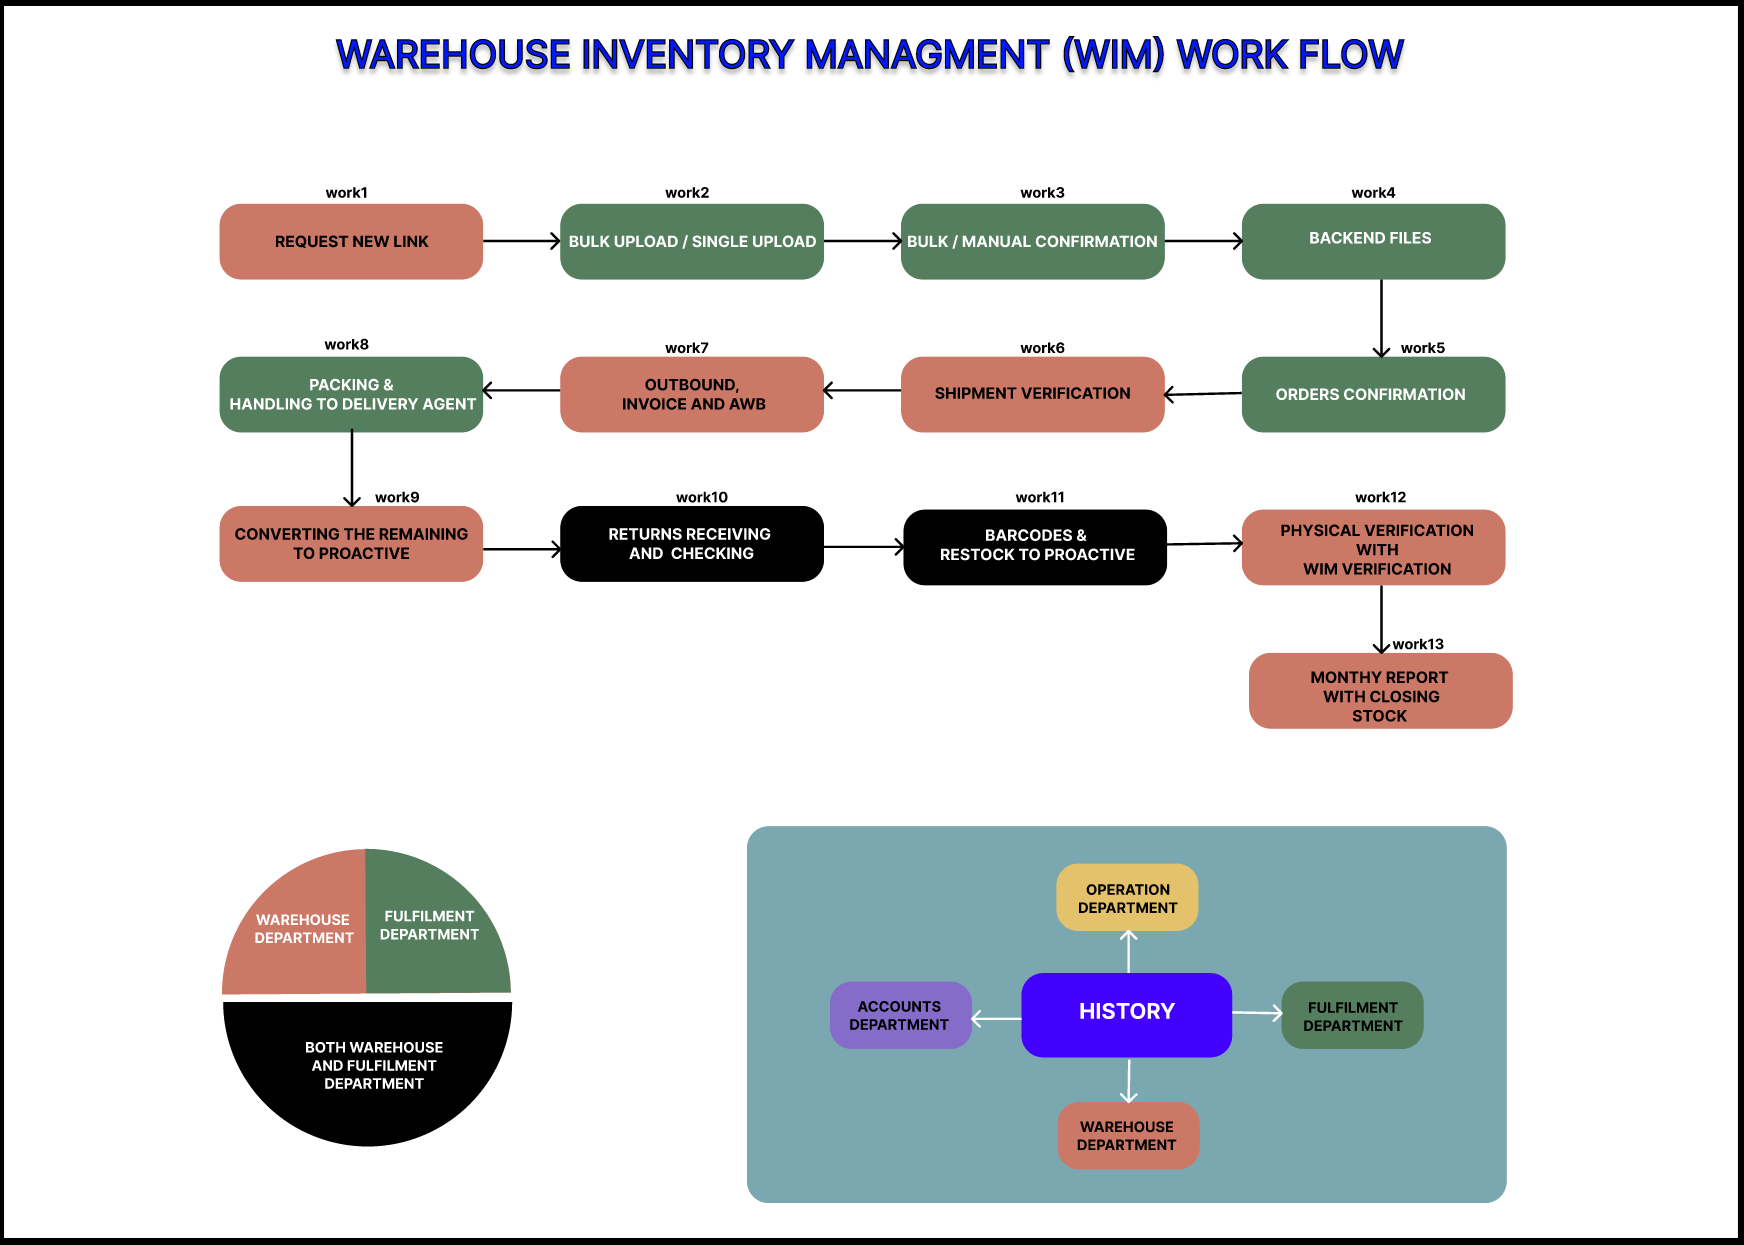 WAREHOUSE INVENTORY MANAGMENT (WIM) WORK FLOW
work1
REQUEST NEW LINK
work2
BULK UPLOAD / SINGLE UPLOAD
work3
BULK / MANUAL CONFIRMATION
work4
BACKEND FILES
work5
ORDERS CONFIRMATION
work6
SHIPMENT VERIFICATION
work7
OUTBOUND,
INVOICE AND AWB
work8
PACKING &
HANDLING TO DELIVERY AGENT
work9
CONVERTING THE REMAINING
TO PROACTIVE
work10
RETURNS RECEIVING
AND CHECKING
work11
BARCODES &
RESTOCK TO PROACTIVE
work12
PHYSICAL VERIFICATION
WITH
WIM VERIFICATION
work13
MONTHY REPORT
WITH CLOSING
STOCK
WAREHOUSE
DEPARTMENT
FULFILMENT
DEPARTMENT
BOTH WAREHOUSE
AND FULFILMENT
DEPARTMENT
OPERATION
DEPARTMENT
ACCOUNTS
DEPARTMENT
HISTORY
FULFILMENT
DEPARTMENT
WAREHOUSE
DEPARTMENT